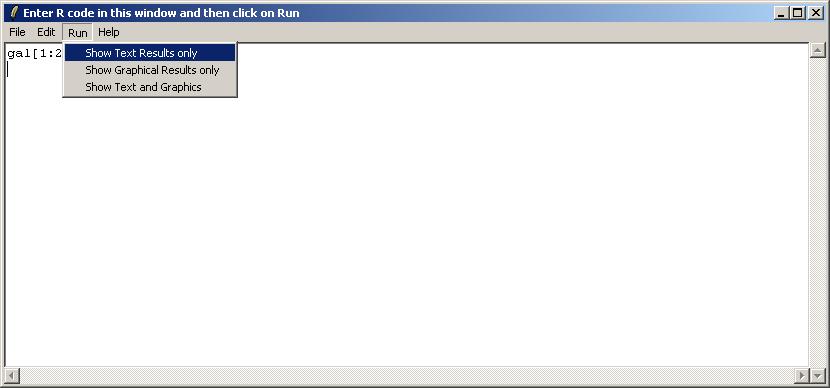 Enter R code in this window and then click on Run
File Edit Run Help
gal[1:2
Show Text Results only
Show Graphical Results only
Show Text and Graphics